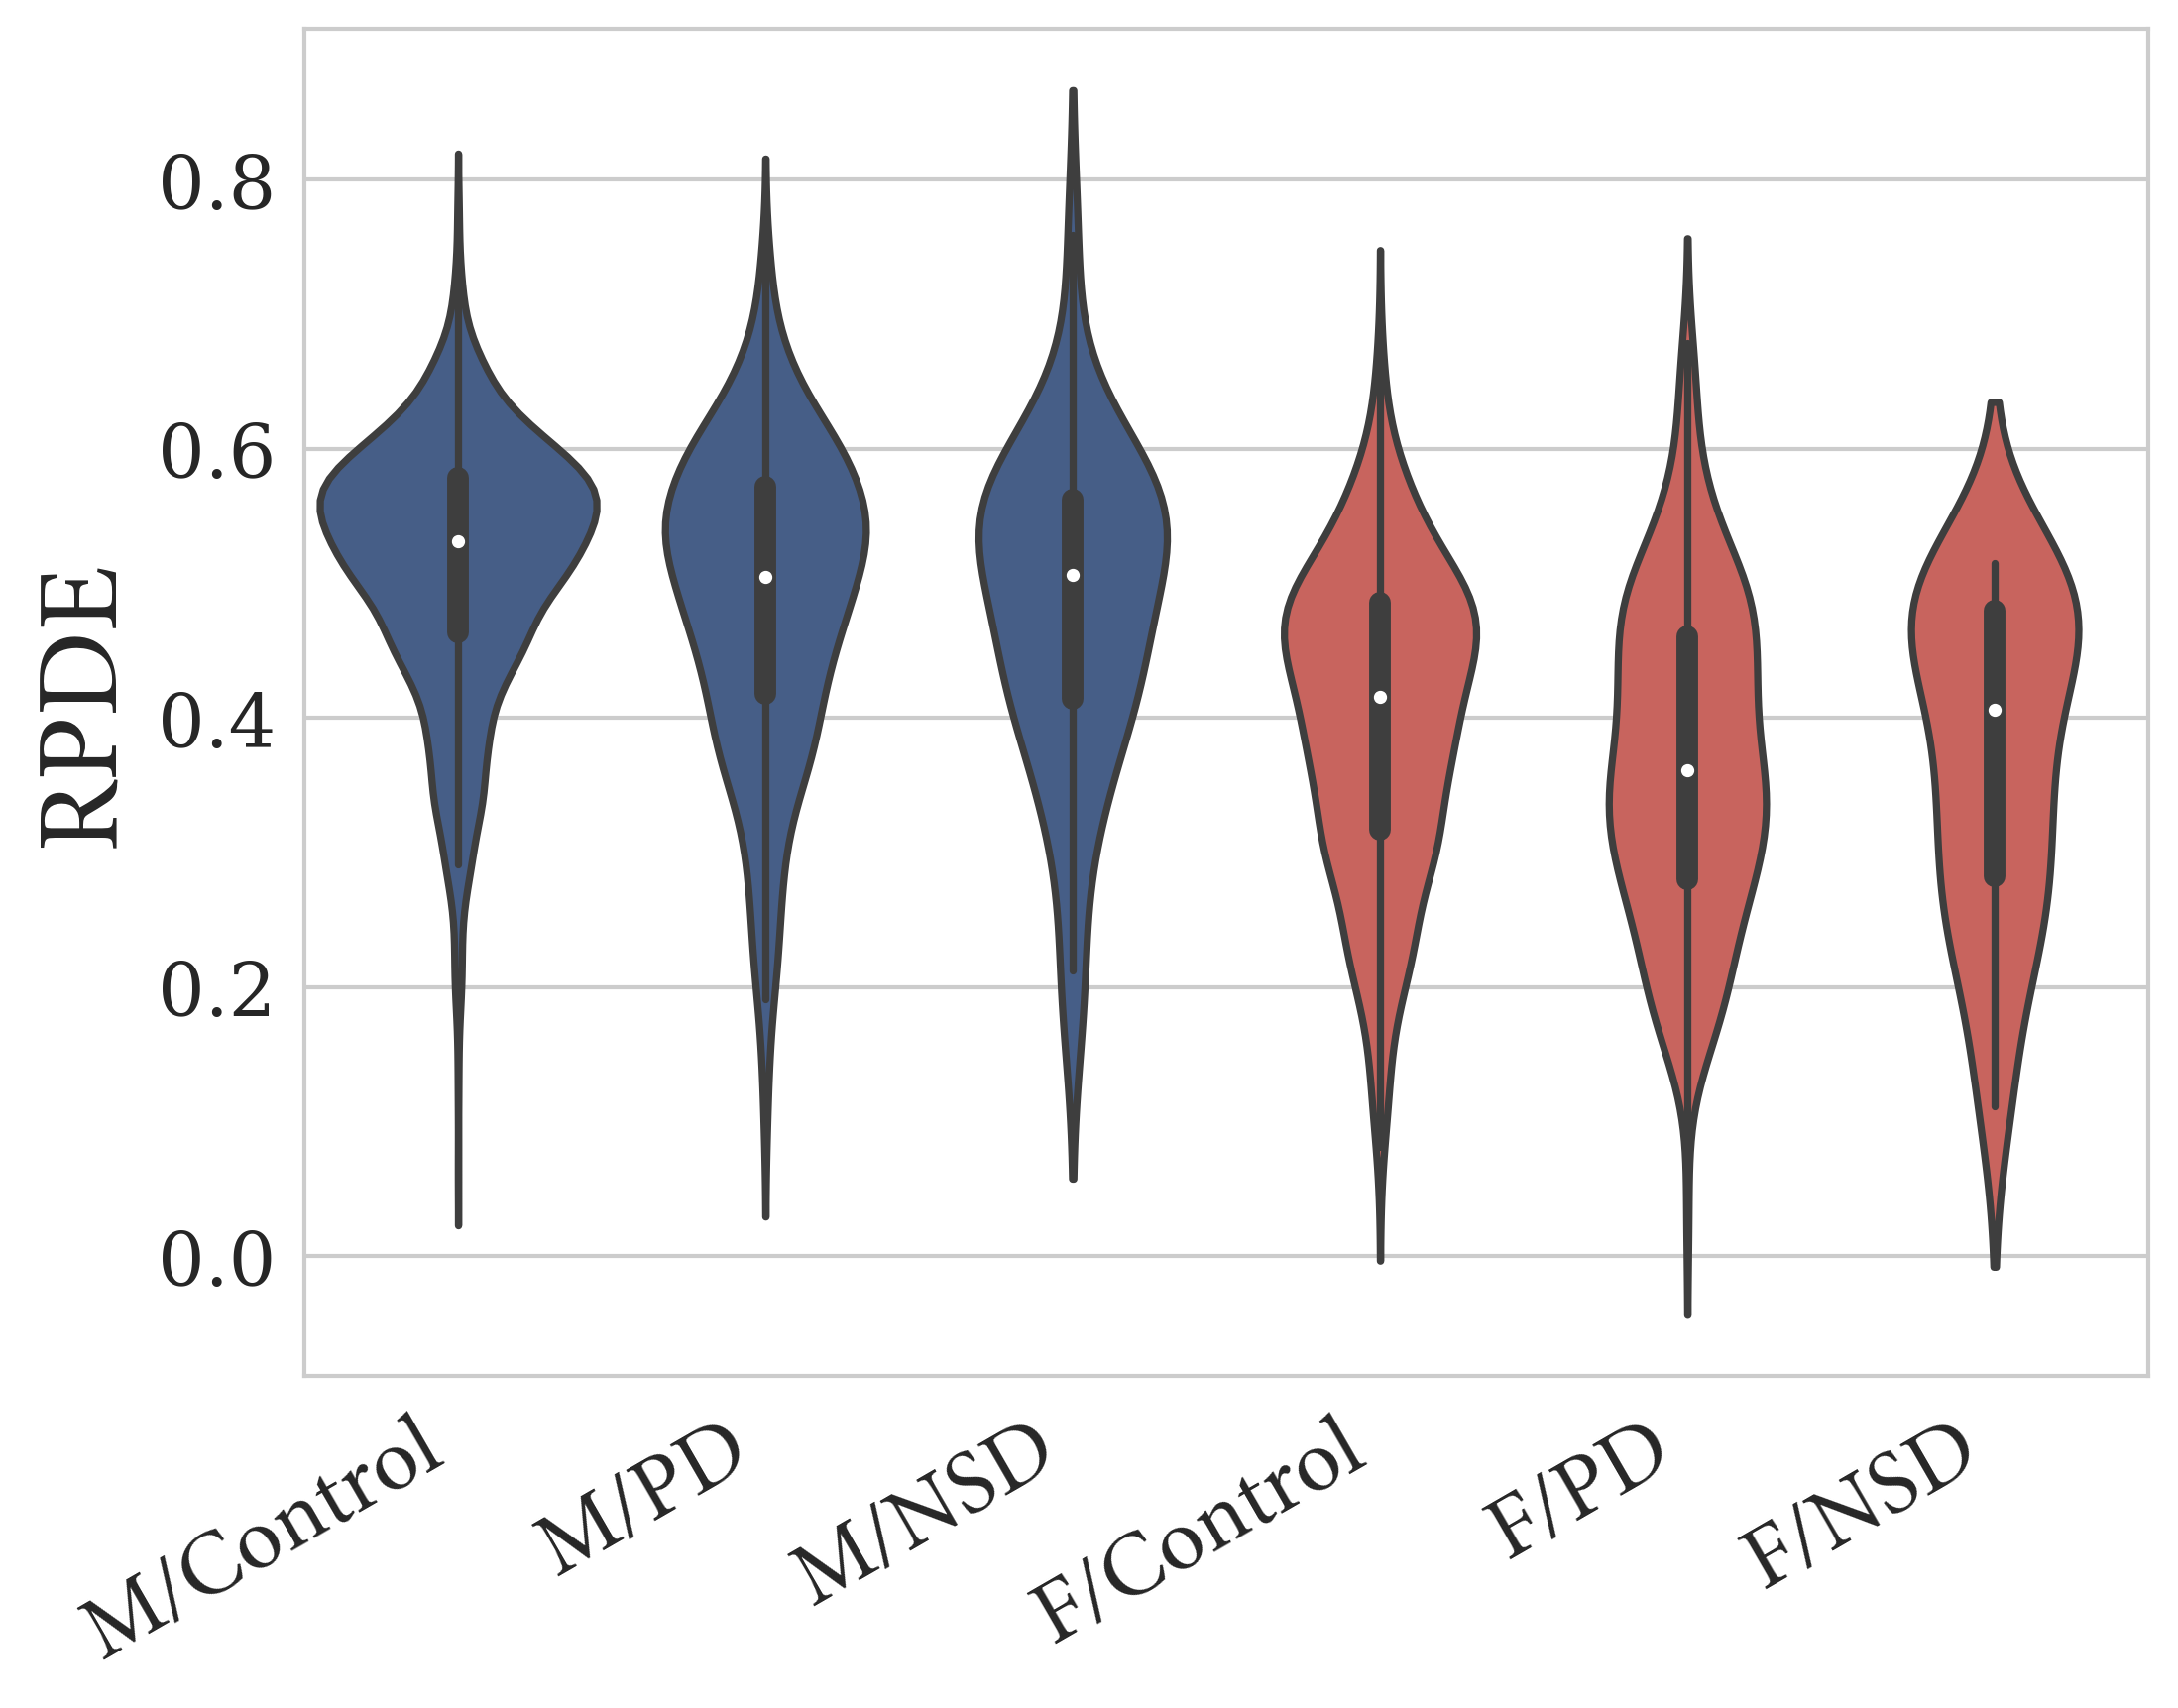 RPDE
0.8
0.6
0.4
0.2
0.0
M/Control
M/PD
M/NSD
F/Control
F/PD
F/NSD